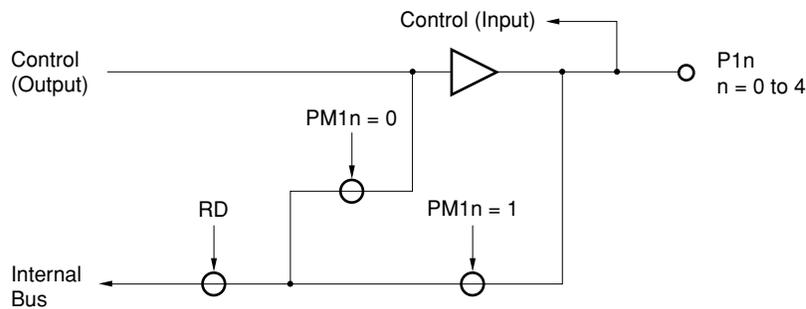 Control (Input)
Control
(Output)
P1n
n = 0 to 4
PM1n = 0
RD
PM1n = 1
Internal
Bus